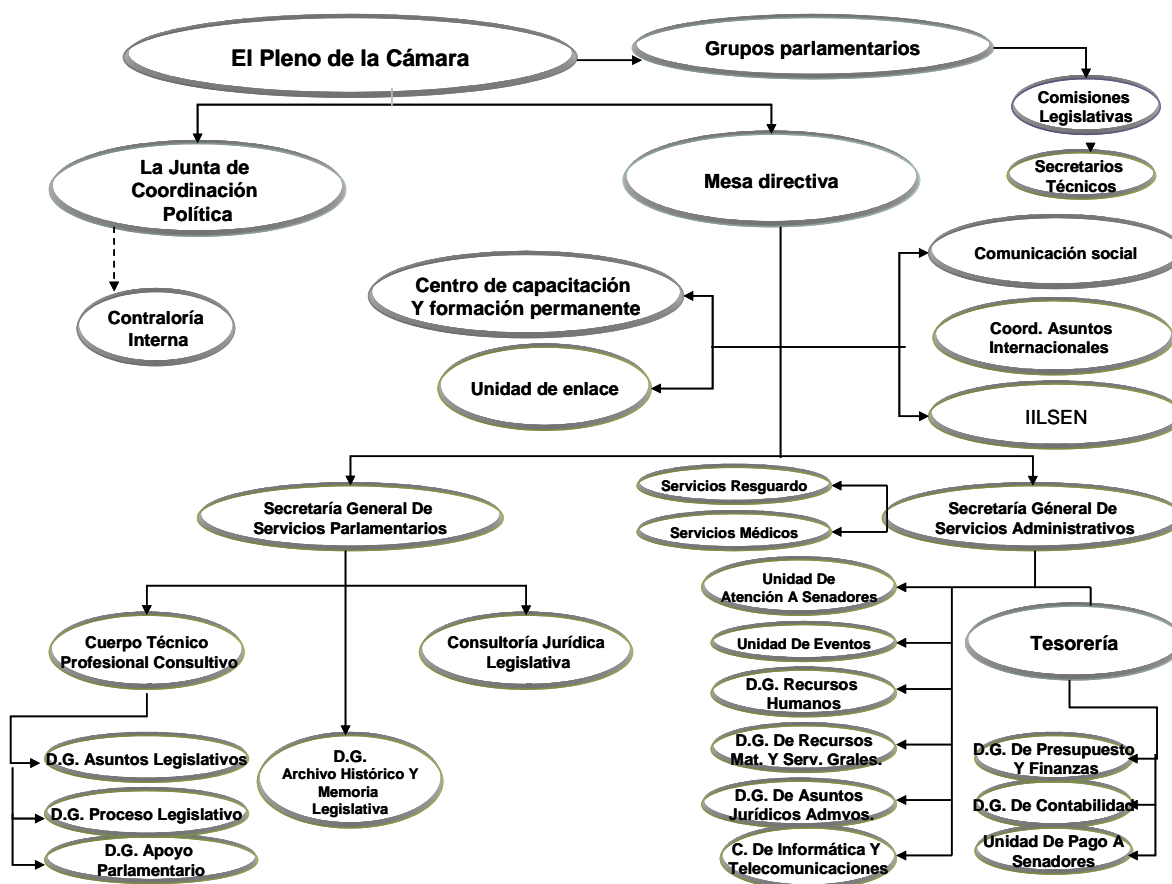 El Pleno de la Cámara
Grupos parlamentarios
Comisiones
Legislativas
Secretarios
Técnicos
La Junta de
Coordinación
Política
Mesa directiva
Contraloría
Interna
Centro de capacitación
Y formación permanente
Unidad de enlace
Comunicación social
Coord. Asuntos
Internacionales
IILSEN
Secretaría General De
Servicios Parlamentarios
Servicios Resguardo
Servicios Médicos
Secretaría Géneral De
Servicios Administrativos
Cuerpo Técnico
Profesional Consultivo
Consultoría Jurídica
Legislativa
D.G. Asuntos Legislativos
D.G. Proceso Legislativo
D.G. Apoyo
Parlamentario
D.G.
Archivo Histórico Y
Memoria
Legislativa
Unidad De
Atención A Senadores
Unidad De Eventos
D.G. Recursos
Humanos
D.G. De Recursos
Mat. Y Serv. Grales.
D.G. De Asuntos
Jurídicos Admvos.
C. De Informática Y
Telecomunicaciones
Tesorería
D.G. De Presupuesto
Y Finanzas
D.G. De Contabilidad
Unidad De Pago A
Senadores